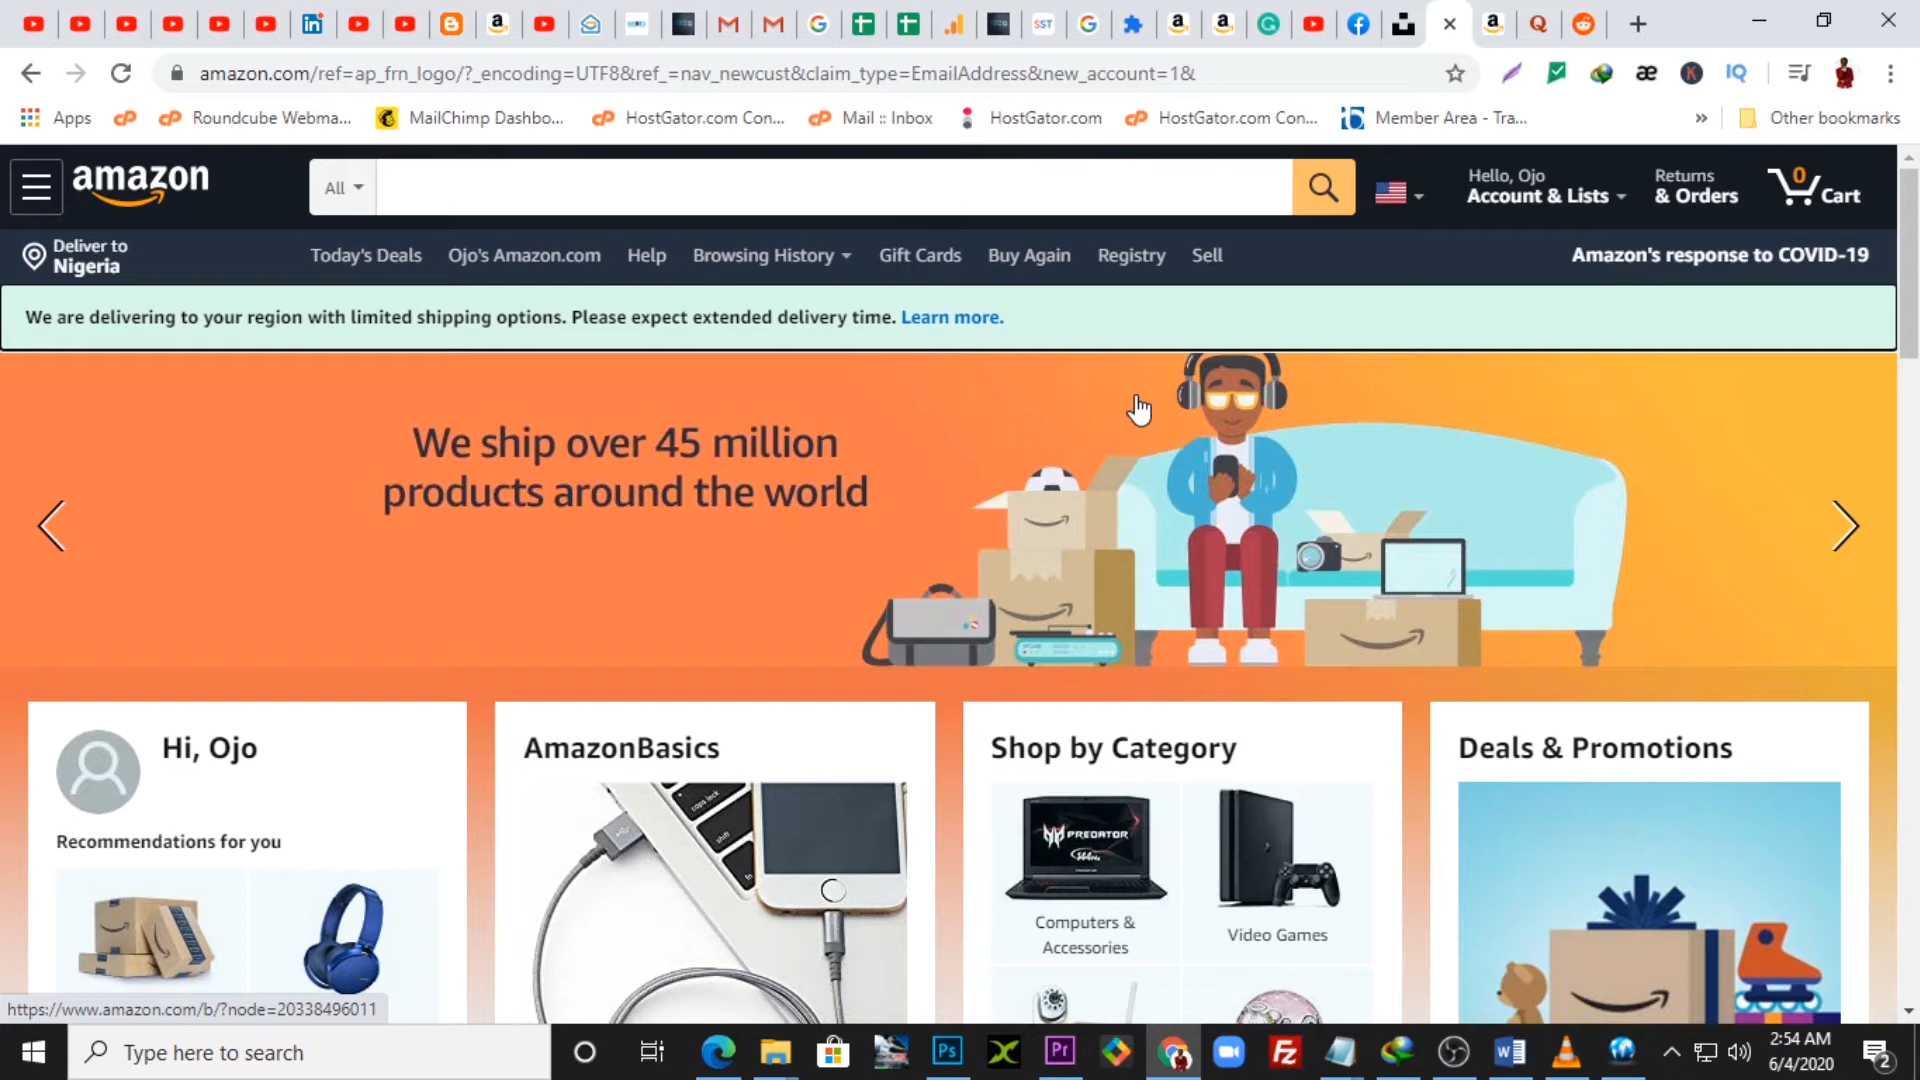 SST
amazon.com/ref=ap_frn_logo/?_encoding=UTF8&ref_=nav_newcust&claim_type=EmailAddress&new_account=1&
Apps
Roundcube Webma...
MailChimp Dashbo...
HostGator.com Con...
Mail :: Inbox
HostGator.com
HostGator.com Con...
Member Area - Tra...
Other bookmarks
amazon
All
Hello, Ojo
Account & Lists
Returns
& Orders
0
Cart
Deliver to
Nigeria
Today's Deals
Ojo's Amazon.com
Help
Browsing History
Gift Cards
Buy Again
Registry
Sell
Amazon's response to COVID-19
We are delivering to your region with limited shipping options. Please expect extended delivery time. Learn more.
We ship over 45 million
products around the world
Hi, Ojo
Recommendations for you
AmazonBasics
caps lock
shift
Shop by Category
PREDATOR
Computers &
Accessories
Video Games
Deals & Promotions
https://www.amazon.com/b/?node=20338496011
Type here to search
2:54 AM
6/4/2020
2